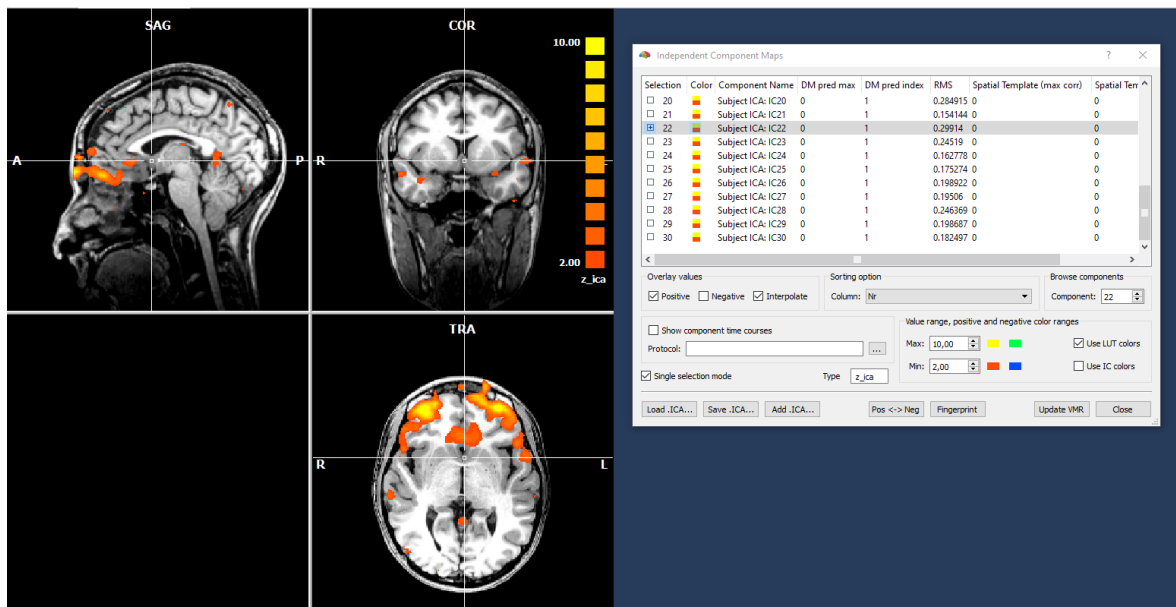 SAG
COR
10.00
A
P
R
L
2.00
z_ica
TRA
R
L
Independent Component Maps
Selection Color Component Name DM pred max DM pred index RMS Spatial Template (max corr) Spatial Tem
20 Subject ICA: IC20 0 1 0.284915 0 0
21 Subject ICA: IC21 0 1 0.154144 0 0
22 Subject ICA: IC22 0 1 0.29914 0 0
23 Subject ICA: IC23 0 1 0.24519 0 0
24 Subject ICA: IC24 0 1 0.162778 0 0
25 Subject ICA: IC25 0 1 0.175274 0 0
26 Subject ICA: IC26 0 1 0.198922 0 0
27 Subject ICA: IC27 0 1 0.19506 0 0
28 Subject ICA: IC28 0 1 0.246369 0 0
29 Subject ICA: IC29 0 1 0.198687 0 0
30 Subject ICA: IC30 0 1 0.182497 0 0
Overlay values
Positive Negative Interpolate
Sorting option
Column: Nr
Browse components
Component: 22
Show component time courses
Protocol: ...
Value range, positive and negative color ranges
Max: 10,00 Use LUT colors
Min: 2,00 Use IC colors
Single selection mode Type z_ica
Load .ICA... Save .ICA... Add .ICA... Pos <-> Neg Fingerprint Update VMR Close